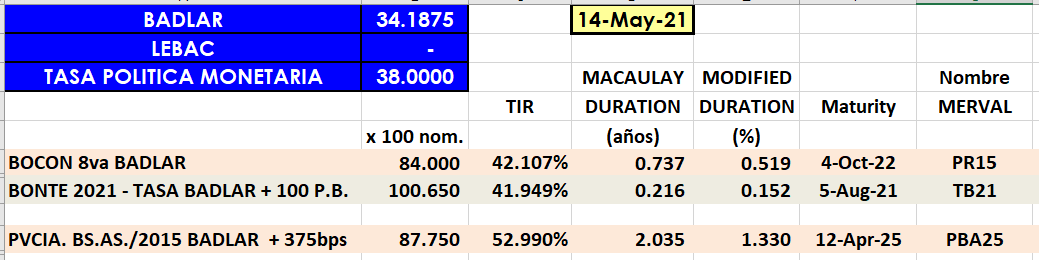 BADLAR 34.1875 14-May-21
LEBAC -
TASA POLITICA MONETARIA 38.0000 MACAULAY MODIFIED Nombre
TIR DURATION DURATION Maturity MERVAL
x 100 nom. (años) (%)
BOCON 8va BADLAR 84.000 42.107% 0.737 0.519 4-Oct-22 PR15
BONTE 2021 - TASA BADLAR + 100 P.B. 100.650 41.949% 0.216 0.152 5-Aug-21 TB21
PVCIA. BS.AS./2015 BADLAR + 375bps 87.750 52.990% 2.035 1.330 12-Apr-25 PBA25